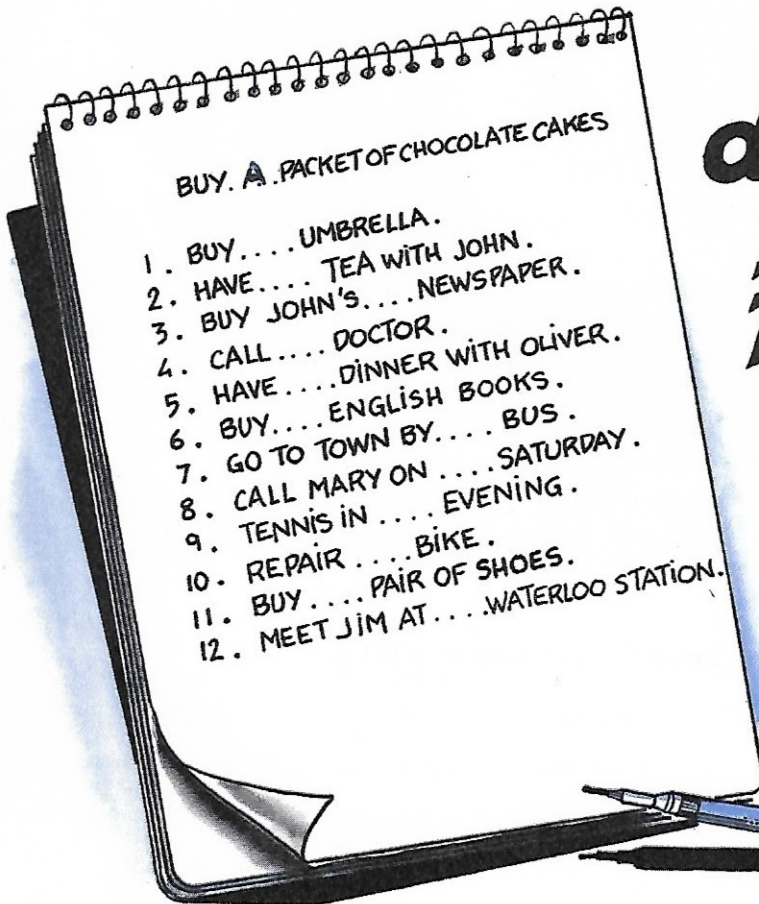 BUY. A .PACKET OF CHOCOLATE CAKES
1. BUY.... UMBRELLA.
2. HAVE.... TEA WITH JOHN.
3. BUY JOHN'S....NEWSPAPER.
4. CALL.... DOCTOR.
5. HAVE....DINNER WITH OLIVER.
6. BUY.... ENGLISH BOOKS.
7. GO TO TOWN BY.... BUS.
8. CALL MARY ON ....SATURDAY.
9. TENNIS IN .... EVENING.
10. REPAIR ....BIKE.
11. BUY .... PAIR OF SHOES.
12. MEET JIM AT....WATERLOO STATION.